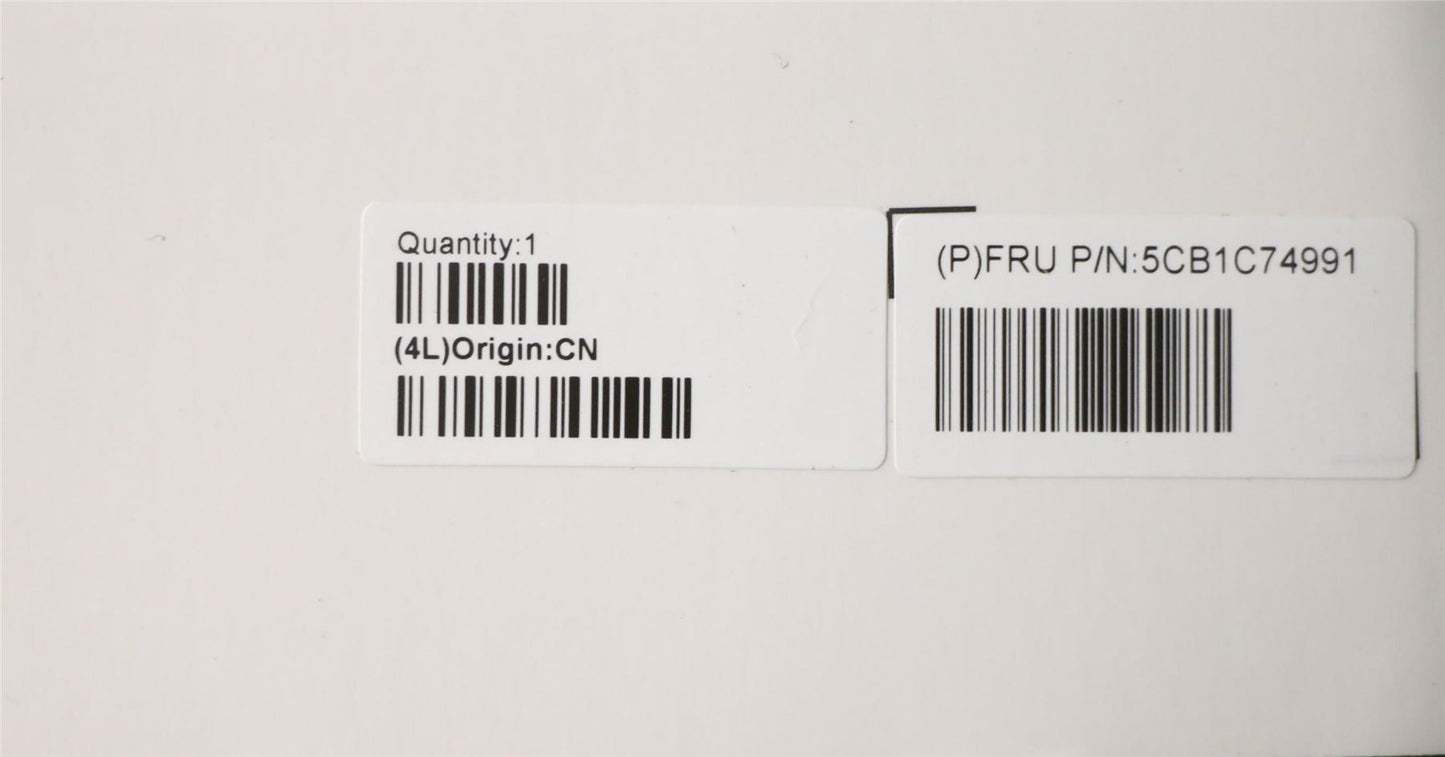 Quantity:1
(4L)Origin:CN
(P)FRU P/N:5CB1C74991